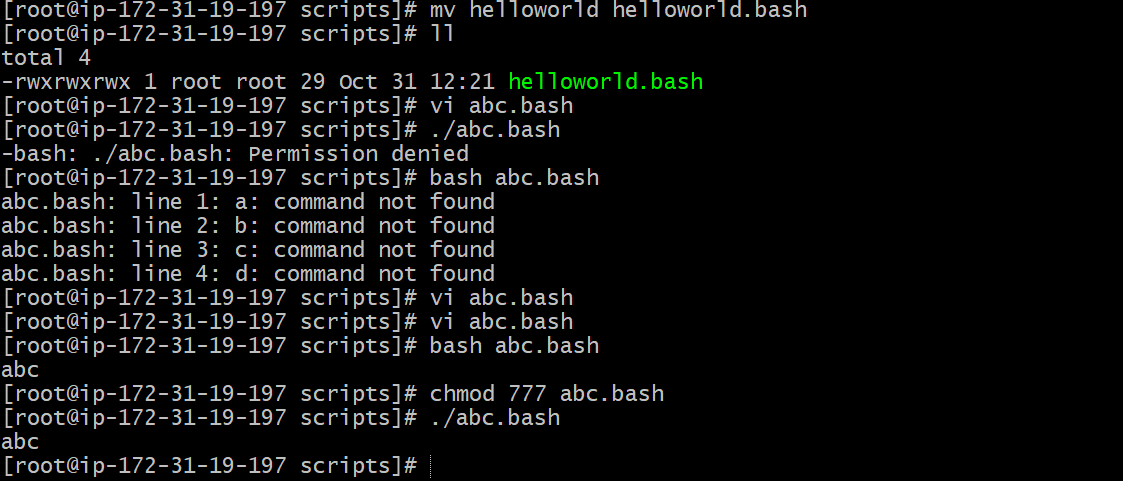 [root@ip-172-31-19-197 scripts]# mv helloworld helloworld.bash
[root@ip-172-31-19-197 scripts]# ll
total 4
-rwxrwxrwx 1 root root 29 Oct 31 12:21 helloworld.bash
[root@ip-172-31-19-197 scripts]# vi abc.bash
[root@ip-172-31-19-197 scripts]# ./abc.bash
-bash: ./abc.bash: Permission denied
[root@ip-172-31-19-197 scripts]# bash abc.bash
abc.bash: line 1: a: command not found
abc.bash: line 2: b: command not found
abc.bash: line 3: c: command not found
abc.bash: line 4: d: command not found
[root@ip-172-31-19-197 scripts]# vi abc.bash
[root@ip-172-31-19-197 scripts]# vi abc.bash
[root@ip-172-31-19-197 scripts]# bash abc.bash
abc
[root@ip-172-31-19-197 scripts]# chmod 777 abc.bash
[root@ip-172-31-19-197 scripts]# ./abc.bash
abc
[root@ip-172-31-19-197 scripts]#